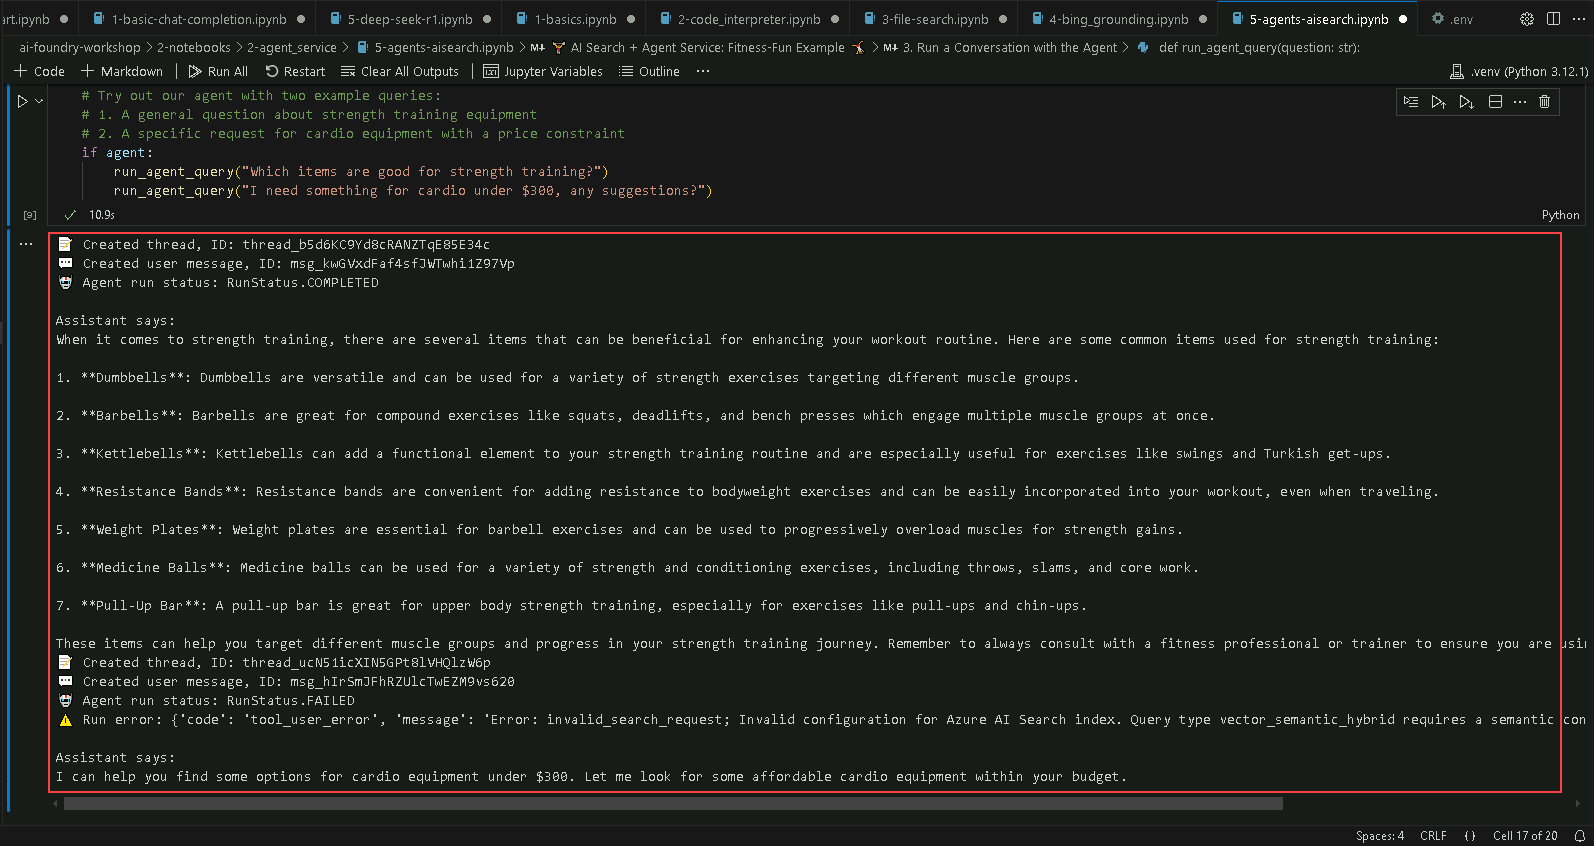 art.ipynb
1-basic-chat-completion.ipynb
5-deep-seek-r1.ipynb
1-basics.ipynb
2-code_interpreter.ipynb
3-file-search.ipynb
4-bing_grounding.ipynb
5-agents-aisearch.ipynb
.env
ai-foundry-workshop > 2-notebooks > 2-agent_service > 5-agents-aisearch.ipynb > M↓ 🏋 AI Search + Agent Service: Fitness-Fun Example 🤸 > M↓ 3. Run a Conversation with the Agent > def run_agent_query(question: str):
+ Code + Markdown | Run All Restart Clear All Outputs | Jupyter Variables Outline ... .venv (Python 3.12.1)
# Try out our agent with two example queries:
# 1. A general question about strength training equipment
# 2. A specific request for cardio equipment with a price constraint
if agent:
run_agent_query("Which items are good for strength training?")
run_agent_query("I need something for cardio under $300, any suggestions?")
[9] ✓ 10.9s Python
📝 Created thread, ID: thread_b5d6KC9Yd8cRANZTqE85E34c
💬 Created user message, ID: msg_kwGVxdFaf4sfJWTwhi1Z97Vp
🤖 Agent run status: RunStatus.COMPLETED
Assistant says:
When it comes to strength training, there are several items that can be beneficial for enhancing your workout routine. Here are some common items used for strength training:
1. **Dumbbells**: Dumbbells are versatile and can be used for a variety of strength exercises targeting different muscle groups.
2. **Barbells**: Barbells are great for compound exercises like squats, deadlifts, and bench presses which engage multiple muscle groups at once.
3. **Kettlebells**: Kettlebells can add a functional element to your strength training routine and are especially useful for exercises like swings and Turkish get-ups.
4. **Resistance Bands**: Resistance bands are convenient for adding resistance to bodyweight exercises and can be easily incorporated into your workout, even when traveling.
5. **Weight Plates**: Weight plates are essential for barbell exercises and can be used to progressively overload muscles for strength gains.
6. **Medicine Balls**: Medicine balls can be used for a variety of strength and conditioning exercises, including throws, slams, and core work.
7. **Pull-Up Bar**: A pull-up bar is great for upper body strength training, especially for exercises like pull-ups and chin-ups.
These items can help you target different muscle groups and progress in your strength training journey. Remember to always consult with a fitness professional or trainer to ensure you are usin
📝 Created thread, ID: thread_ucN51icXIN5GPt8lVHQlzW6p
💬 Created user message, ID: msg_hIrSmJFhRZUlcTwEZM9vs620
🤖 Agent run status: RunStatus.FAILED
⚠ Run error: {'code': 'tool_user_error', 'message': 'Error: invalid_search_request; Invalid configuration for Azure AI Search index. Query type vector_semantic_hybrid requires a semantic con
Assistant says:
I can help you find some options for cardio equipment under $300. Let me look for some affordable cardio equipment within your budget.
Spaces: 4 CRLF {} Cell 17 of 20